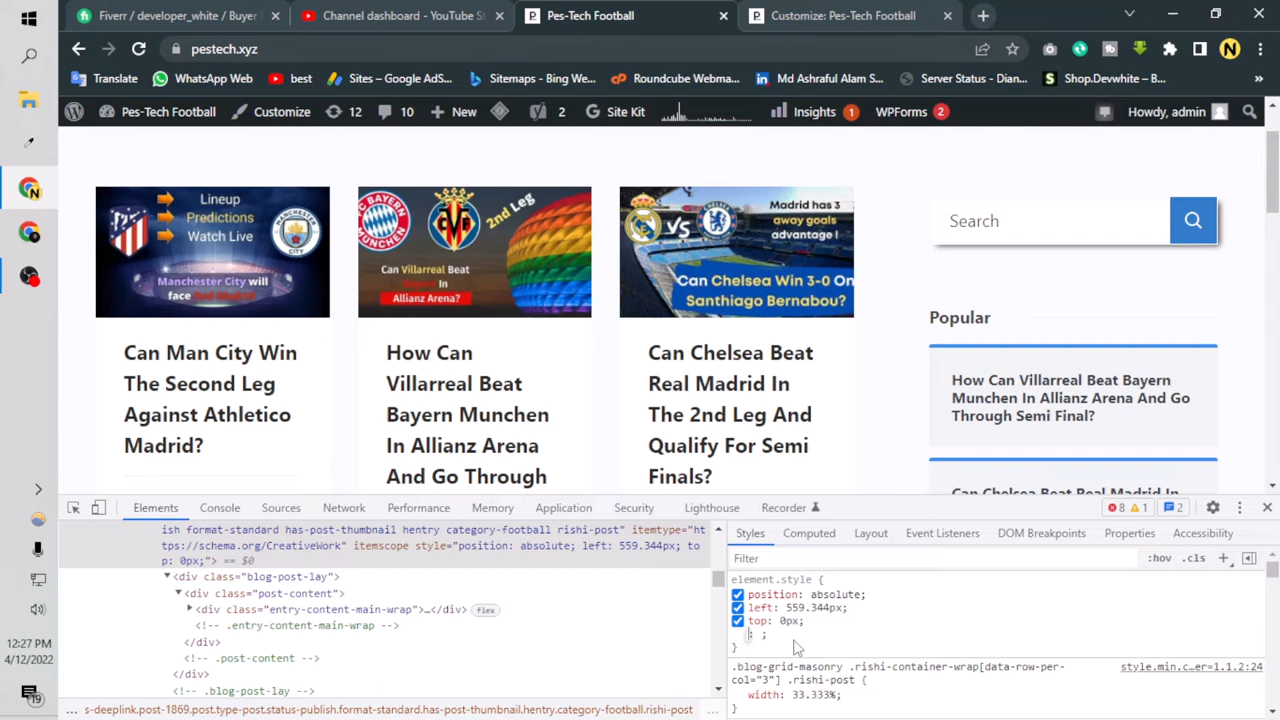 Fiverr / developer_white / Buyer
Channel dashboard - YouTube S
Pes-Tech Football
Customize: Pes-Tech Football
pestech.xyz
Translate
WhatsApp Web
best
Sites – Google AdS...
Sitemaps - Bing We...
Roundcube Webma...
Md Ashraful Alam S...
Server Status - Dian...
Shop.Devwhite – B...
Pes-Tech Football
Customize
12
10
New
2
Site Kit
Insights 1
WPForms 2
Howdy, admin
Lineup
Predictions
Watch Live
Manchester City will
face Real Madrid
FC BAYERN
MÜNCHEN
2nd Leg
Can Villarreal Beat
Bayern In
Allianz Arena?
VS
Madrid has 3
away goals
advantage !
Can Chelsea Win 3-0 On
Santhiago Bernabou?
Search
Can Man City Win
The Second Leg
Against Athletico
Madrid?
How Can
Villarreal Beat
Bayern Munchen
In Allianz Arena
And Go Through
Can Chelsea Beat
Real Madrid In
The 2nd Leg And
Qualify For Semi
Finals?
Popular
How Can Villarreal Beat Bayern
Munchen In Allianz Arena And Go
Through Semi Final?
Can Chelsea Beat Real Madrid In
Elements
Console
Sources
Network
Performance
Memory
Application
Security
Lighthouse
Recorder
8
1
2
ish format-standard has-post-thumbnail hentry category-football rishi-post" itemtype="ht
tps://schema.org/CreativeWork" itemscope style="position: absolute; left: 559.344px; to
p: 0px;"> == $0
<div class="blog-post-lay">
<div class="post-content">
<div class="entry-content-main-wrap">…</div> flex
<!-- .entry-content-main-wrap -->
</div>
<!-- .post-content -->
</div>
<!-- .blog-post-lay -->
... s-deeplink.post-1869.post.type-post.status-publish.format-standard.has-post-thumbnail.hentry.category-football.rishi-post ...
Styles
Computed
Layout
Event Listeners
DOM Breakpoints
Properties
Accessibility
Filter
:hov .cls +
element.style {
position: absolute;
left: 559.344px;
top: 0px;
: ;
}
.blog-grid-masonry .rishi-container-wrap[data-row-per- style.min.c…er=1.1.2:24
col="3"] .rishi-post {
width: 33.333%;
}
12:27 PM
4/12/2022
19